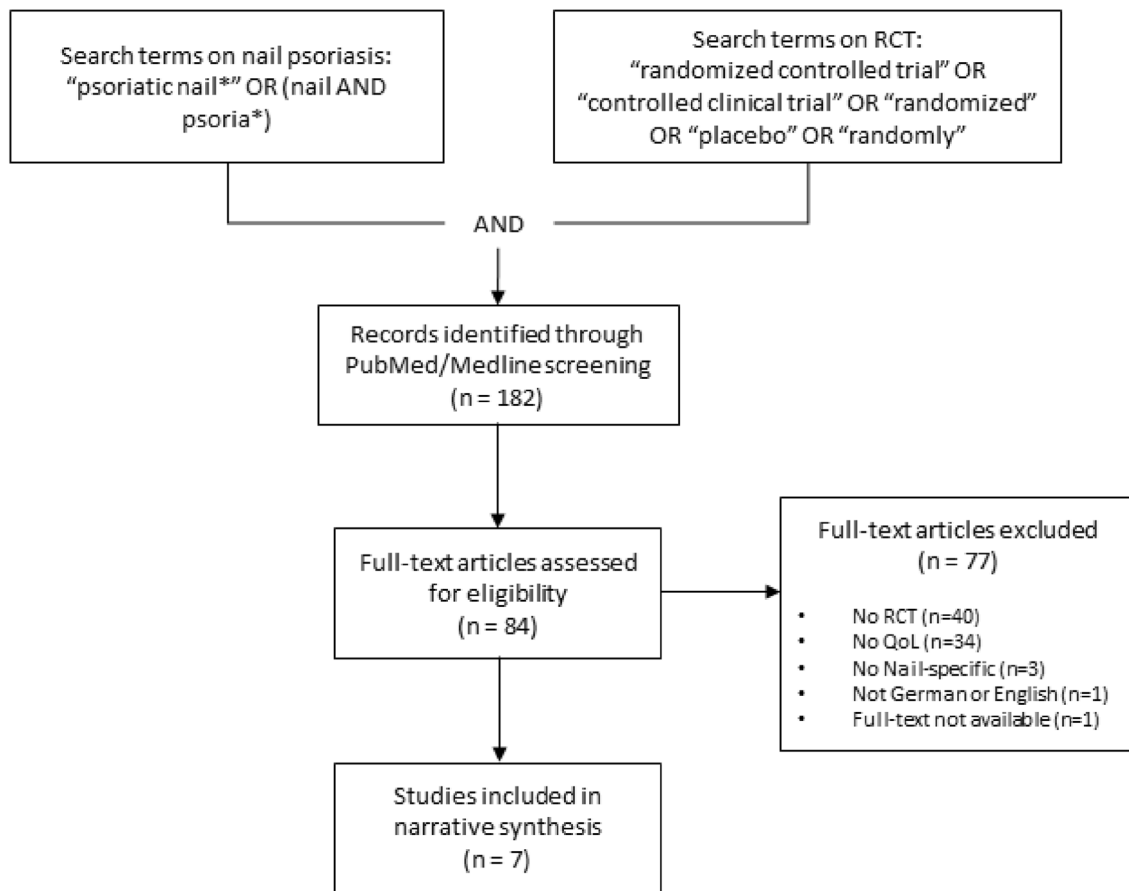 Search terms on nail psoriasis:
“psoriatic nail*” OR (nail AND
psoria*)
Search terms on RCT:
“randomized controlled trial” OR
“controlled clinical trial” OR “randomized”
OR “placebo” OR “randomly”
AND
Records identified through
PubMed/Medline screening
(n = 182)
Full-text articles assessed
for eligibility
(n = 84)
Full-text articles excluded
(n = 77)
• No RCT (n=40)
• No QoL (n=34)
• No Nail-specific (n=3)
• Not German or English (n=1)
• Full-text not available (n=1)
Studies included in
narrative synthesis
(n = 7)